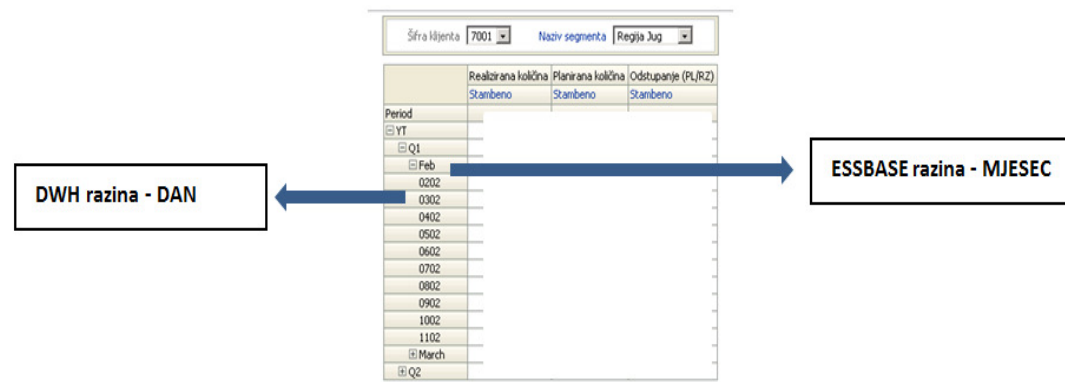 Šifra klijenta 7001 Naziv segmenta Regija Jug
Realizirana količina Planirana količina Odstupanje (PL/RZ)
Stambeno Stambeno Stambeno
Period
YT
Q1
Feb
0202
0302
0402
0502
0602
0702
0802
0902
1002
1102
March
Q2
DWH razina - DAN
ESSBASE razina - MJESEC